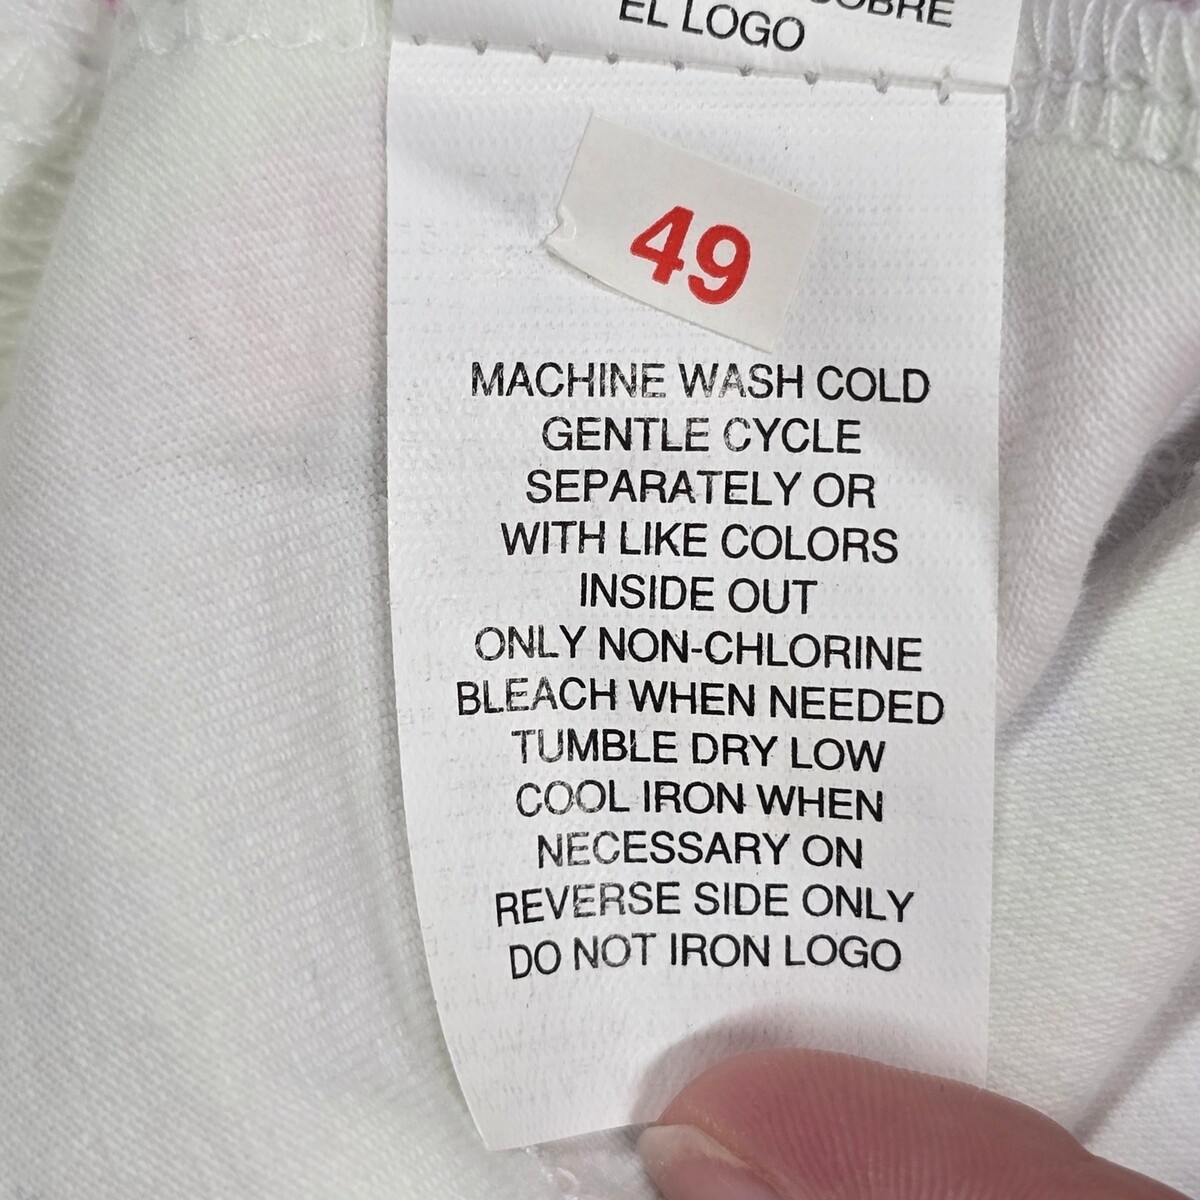 EL LOGO
49
MACHINE WASH COLD
GENTLE CYCLE
SEPARATELY OR
WITH LIKE COLORS
INSIDE OUT
ONLY NON-CHLORINE
BLEACH WHEN NEEDED
TUMBLE DRY LOW
COOL IRON WHEN
NECESSARY ON
REVERSE SIDE ONLY
DO NOT IRON LOGO